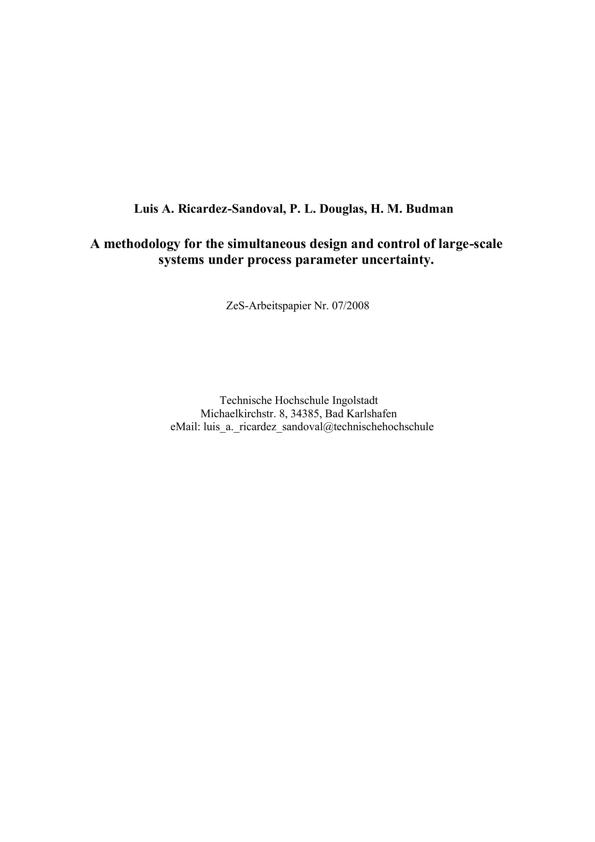 Luis A. Ricardez-Sandoval, P. L. Douglas, H. M. Budman
A methodology for the simultaneous design and control of large-scale
systems under process parameter uncertainty.
ZeS-Arbeitspapier Nr. 07/2008
Technische Hochschule Ingolstadt
Michaelkirchstr. 8, 34385, Bad Karlshafen
eMail: luis_a._ricardez_sandoval@technischehochschule